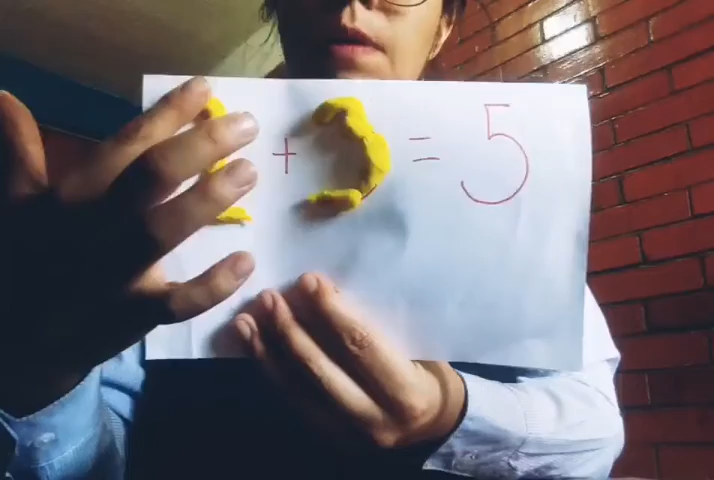 + 3 = 5